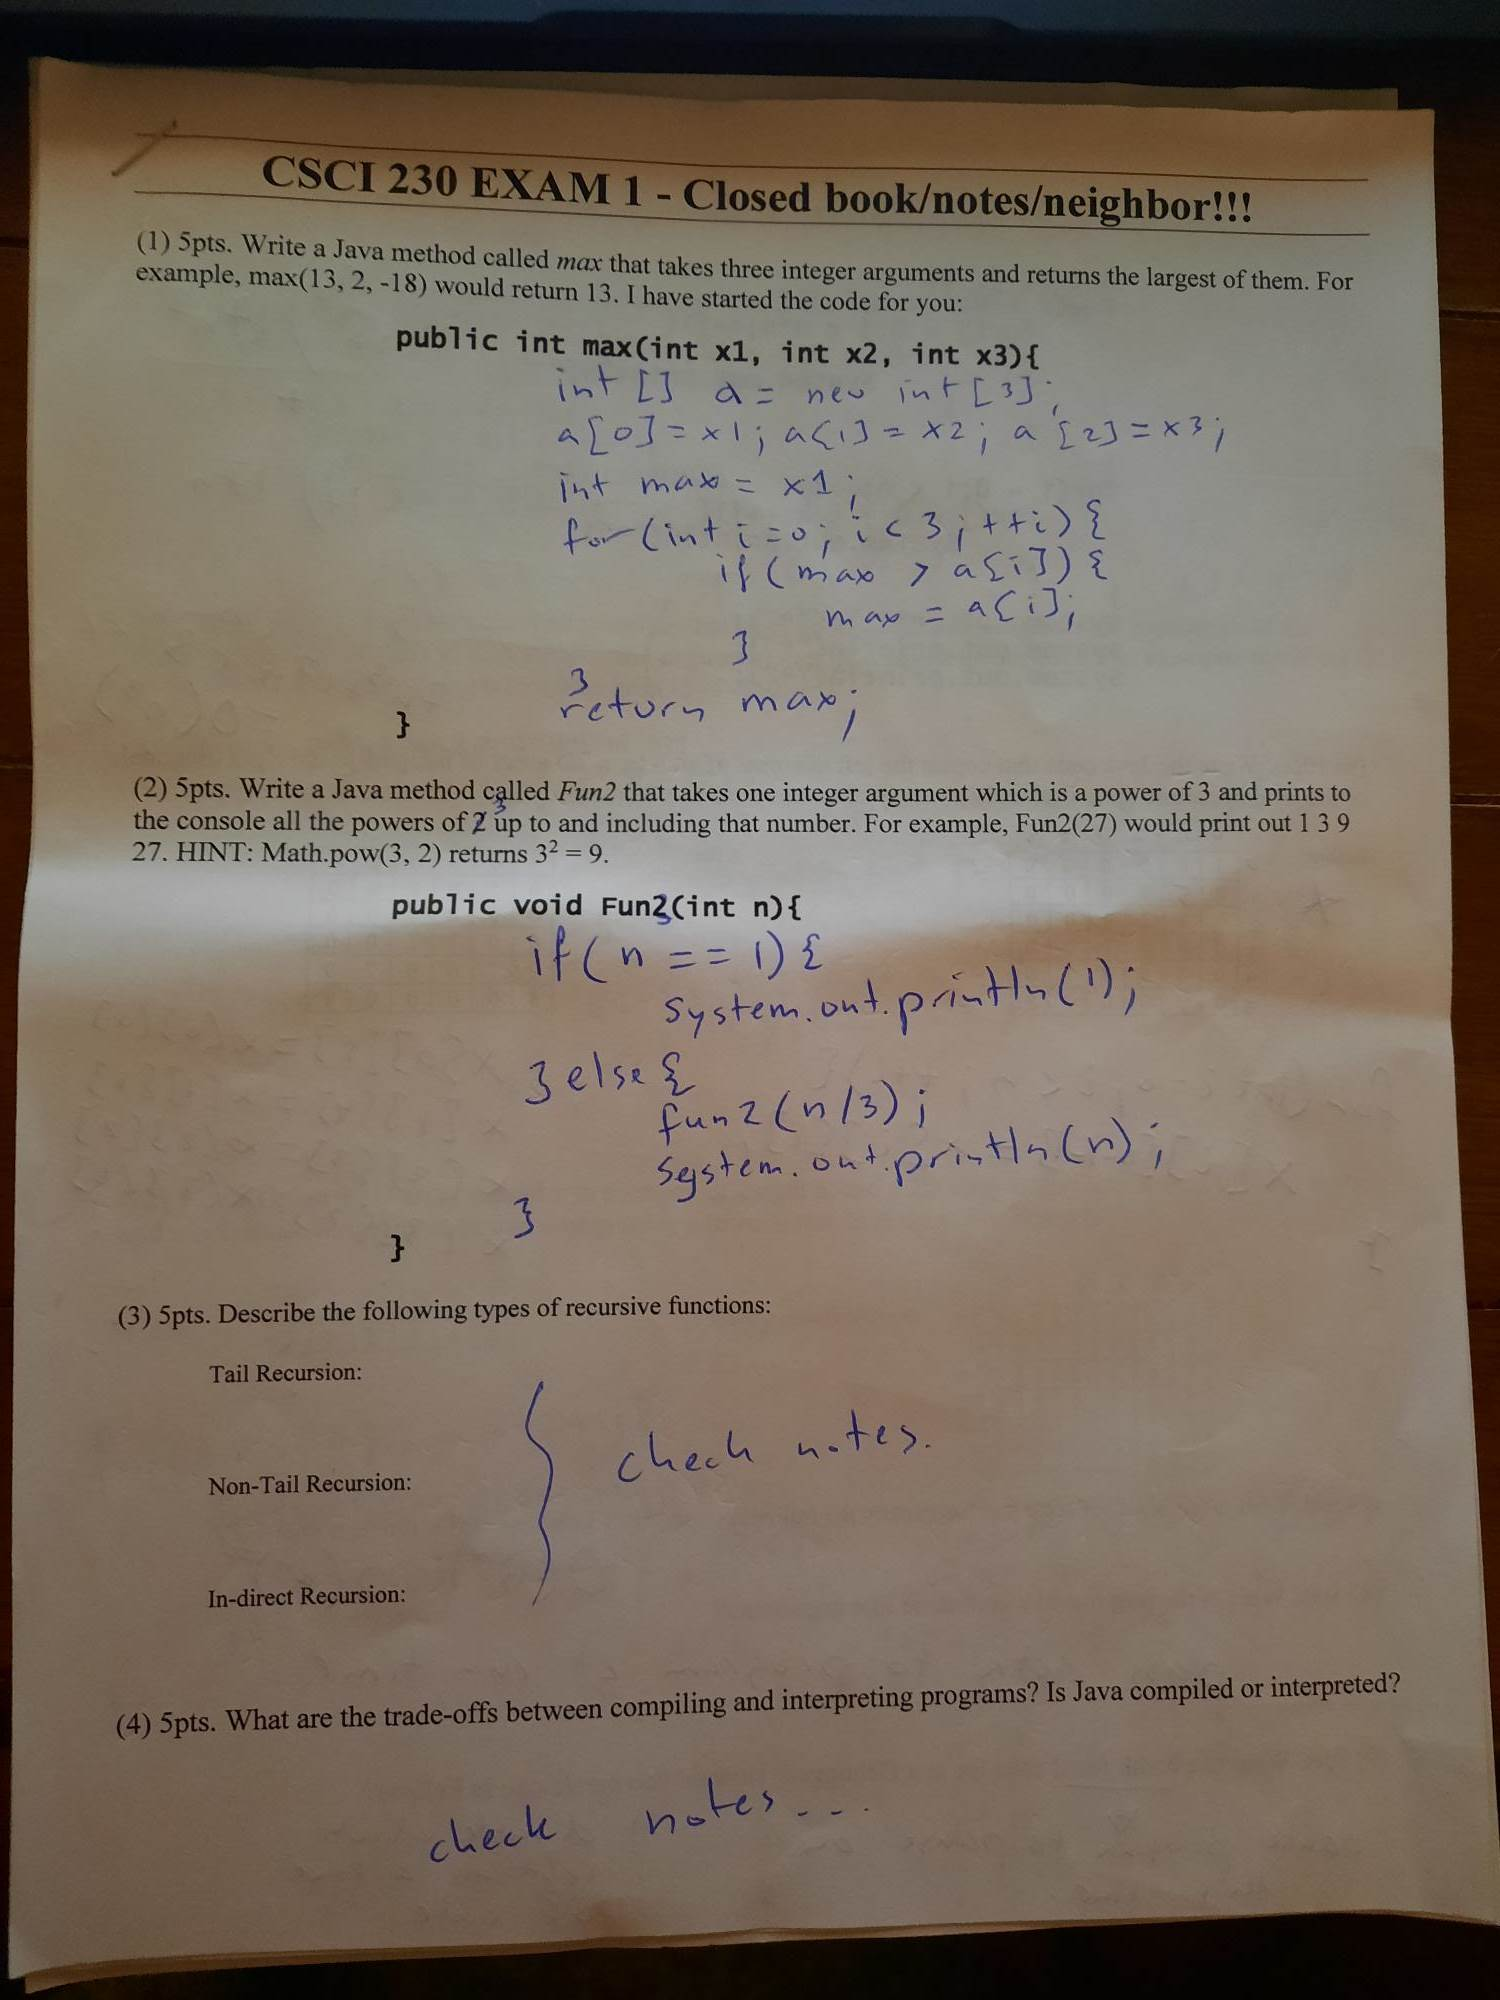 CSCI 230 EXAM 1 - Closed book/notes/neighbor!!!
(1) 5pts. Write a Java method called max that takes three integer arguments and returns the largest of them. For
example, max(13, 2, -18) would return 13. I have started the code for you:
public int max(int x1, int x2, int x3){
int [] a = new int [3];
a[0] = x1; a[1] = x2; a[2] = x3;
int max = x1;
for(int i=0; i < 3; ++i) {
if (max > a[i]) {
max = a[i];
}
}
return max;
}
(2) 5pts. Write a Java method called Fun2 that takes one integer argument which is a power of 3 and prints to
the console all the powers of 3 up to and including that number. For example, Fun2(27) would print out 1 3 9
27. HINT: Math.pow(3, 2) returns 3² = 9.
public void Fun3(int n){
if( n == 1) {
System.out.println(1);
} else {
fun2(n/3);
System.out.println(n);
}
}
(3) 5pts. Describe the following types of recursive functions:
Tail Recursion:
check notes.
Non-Tail Recursion:
In-direct Recursion:
(4) 5pts. What are the trade-offs between compiling and interpreting programs? Is Java compiled or interpreted?
check notes...